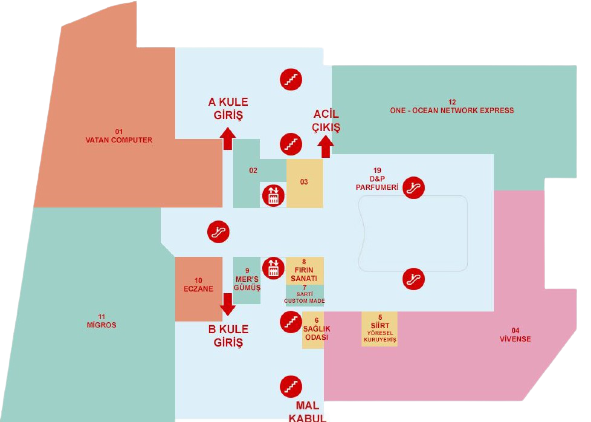 A KULE
GİRİŞ
ACİL
ÇIKIŞ
12
ONE - OCEAN NETWORK EXPRESS
01
VATAN COMPUTER
02
03
19
D&P
PARFUMERİ
10
ECZANE
9
MER'S
GÜMÜŞ
8
FIRIN
SANATI
7
SARTİ
CUSTOM MADE
11
MİGROS
B KULE
GİRİŞ
6
SAĞLIK
ODASI
5
SİİRT
YÖRESEL
KURUYEMİŞ
04
VİVENSE
MAL
KABUL